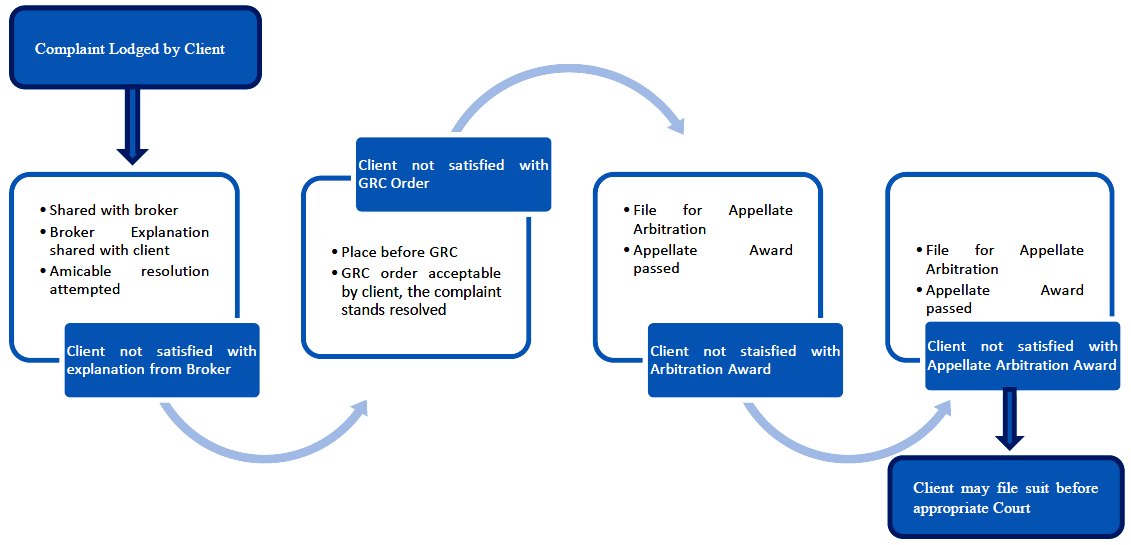 Complaint Lodged by Client
• Shared with broker
• Broker Explanation
shared with client
• Amicable resolution
attempted
Client not satisfied with
explanation from Broker
Client not satisfied with
GRC Order
• Place before GRC
• GRC order acceptable
by client, the complaint
stands resolved
• File for Appellate
Arbitration
• Appellate Award
passed
Client not staisfied with
Arbitration Award
• File for Appellate
Arbitration
• Appellate Award
passed
Client not satisfied with
Appellate Arbitration Award
Client may file suit before
appropriate Court